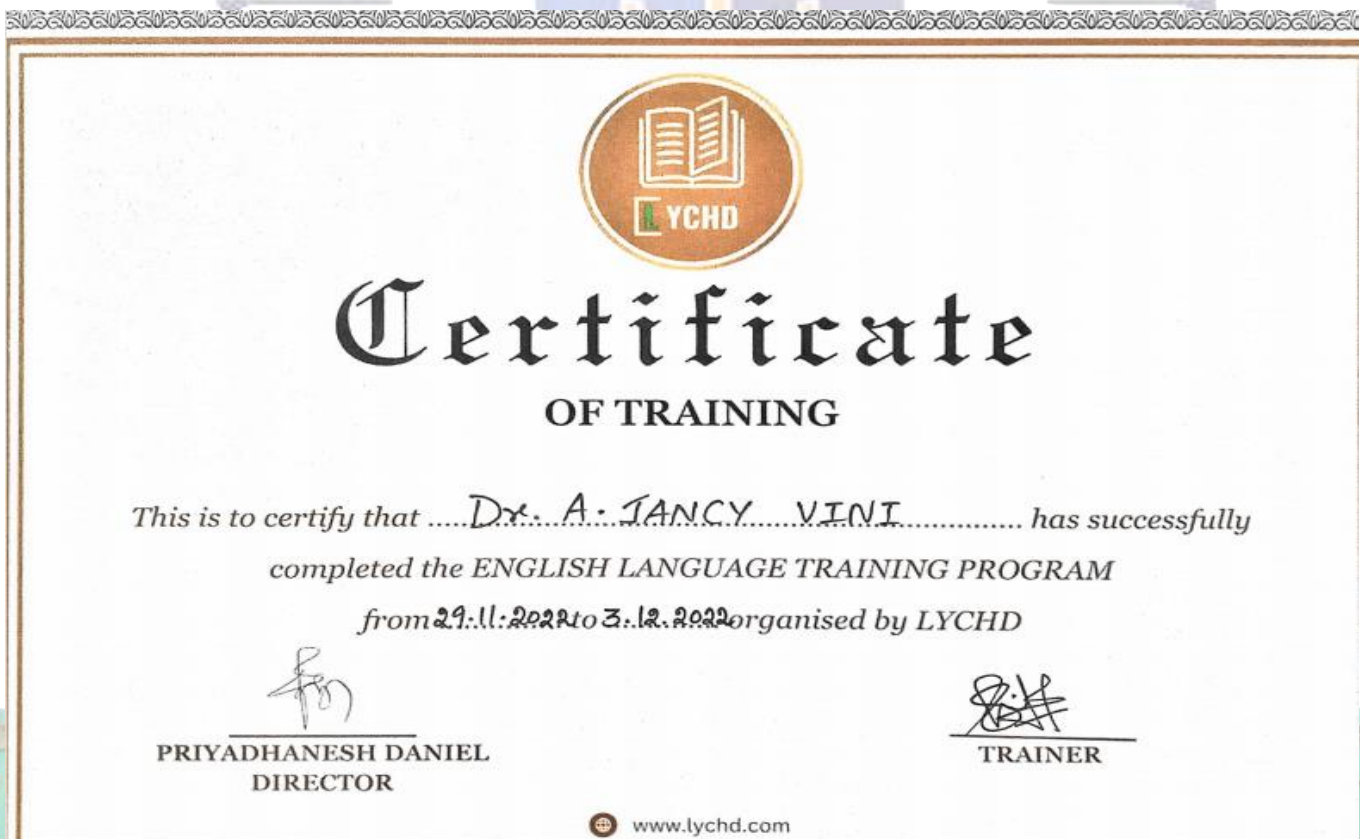 LYCHD
Certificate
OF TRAINING
This is to certify that ..... Dr. A. JANCY VINI ............. has successfully
completed the ENGLISH LANGUAGE TRAINING PROGRAM
from 29.11.2022 to 3.12.2022 organised by LYCHD
PRIYADHANESH DANIEL
TRAINER
DIRECTOR
www.lychd.com